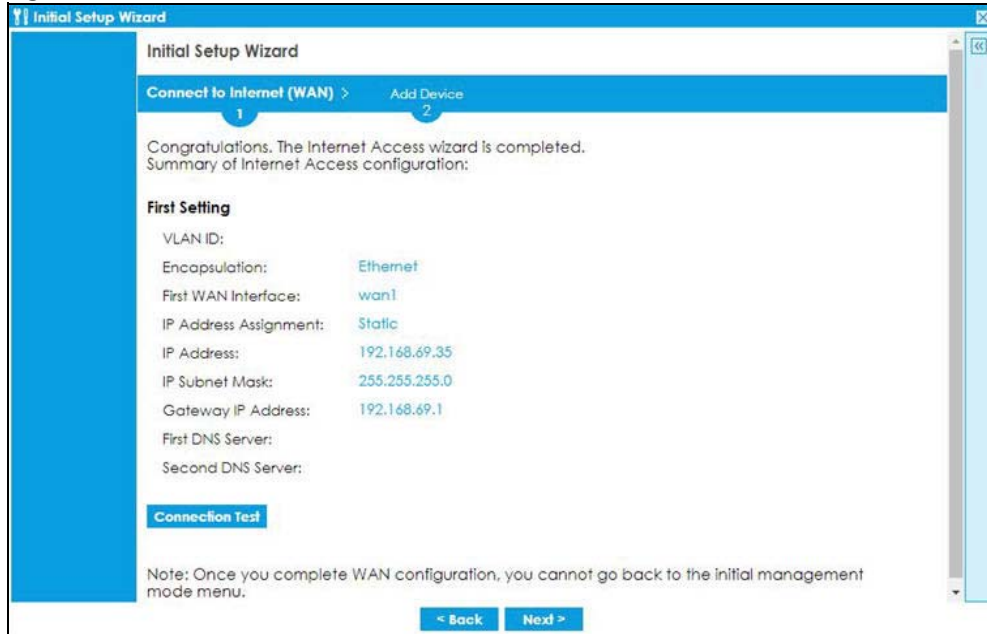 Initial Setup Wizard
Initial Setup Wizard
Connect to Internet (WAN) > Add Device
1 2
Congratulations. The Internet Access wizard is completed.
Summary of Internet Access configuration:
First Setting
VLAN ID:
Encapsulation: Ethernet
First WAN Interface: wan1
IP Address Assignment: Static
IP Address: 192.168.69.35
IP Subnet Mask: 255.255.255.0
Gateway IP Address: 192.168.69.1
First DNS Server:
Second DNS Server:
Connection Test
Note: Once you complete WAN configuration, you cannot go back to the initial management
mode menu.
< Back Next >